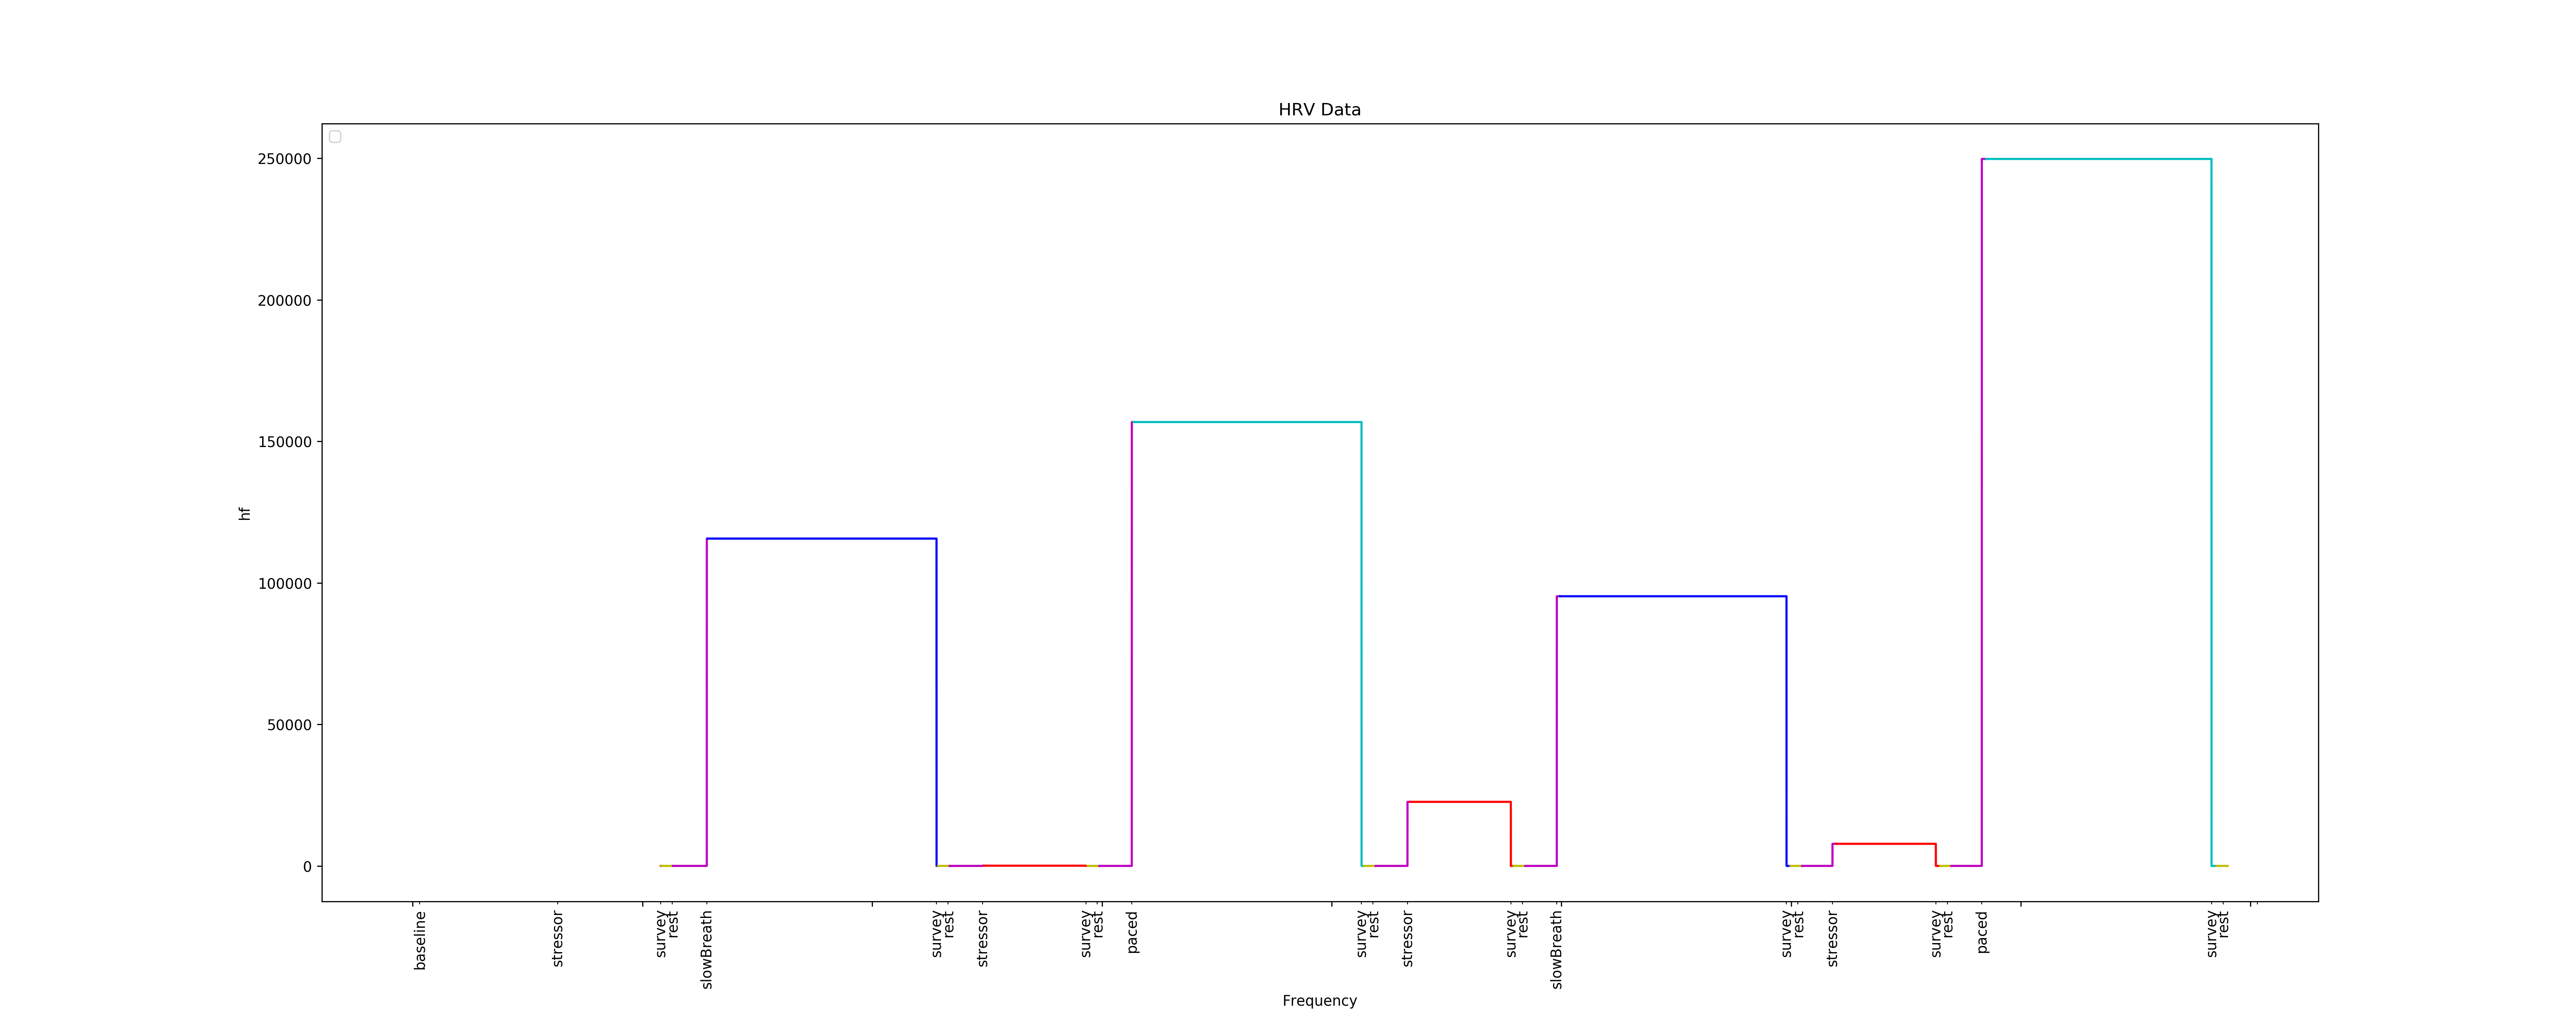 HRV Data
250000
200000
150000
100000
50000
0
hf
baseline
stressor
survey
rest
slowBreath
survey
rest
stressor
survey
rest
paced
survey
rest
stressor
survey
rest
slowBreath
survey
rest
stressor
survey
rest
paced
survey
rest
Frequency